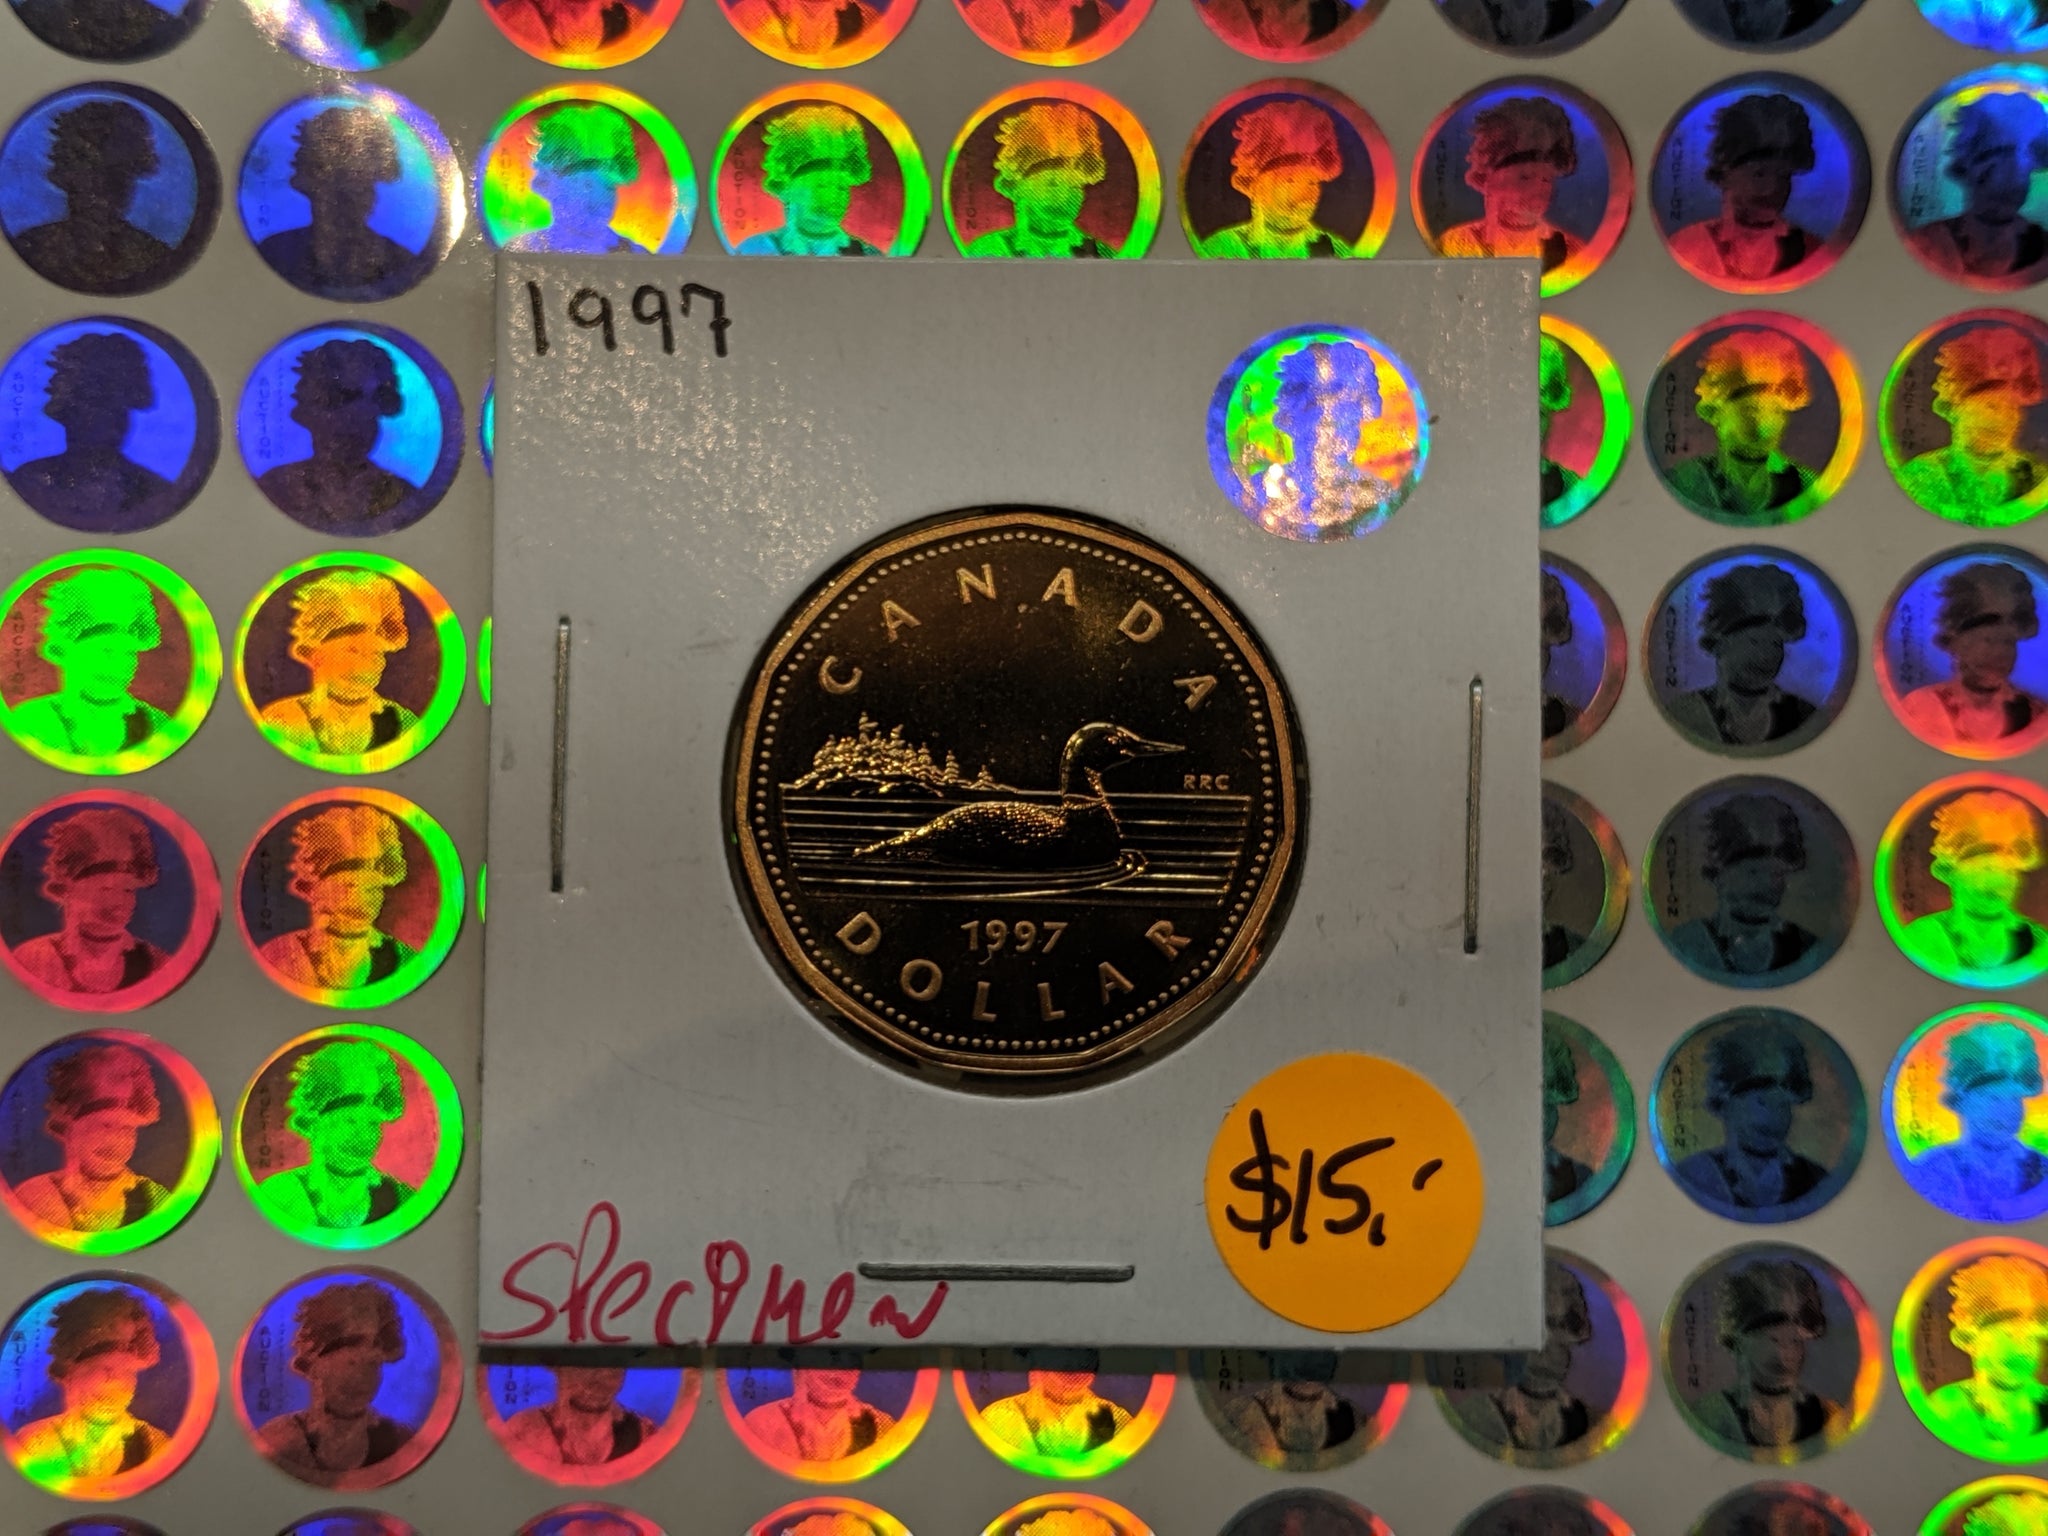 1997
CANADA
RRC
1997
DOLLAR
$15,-
Specimen